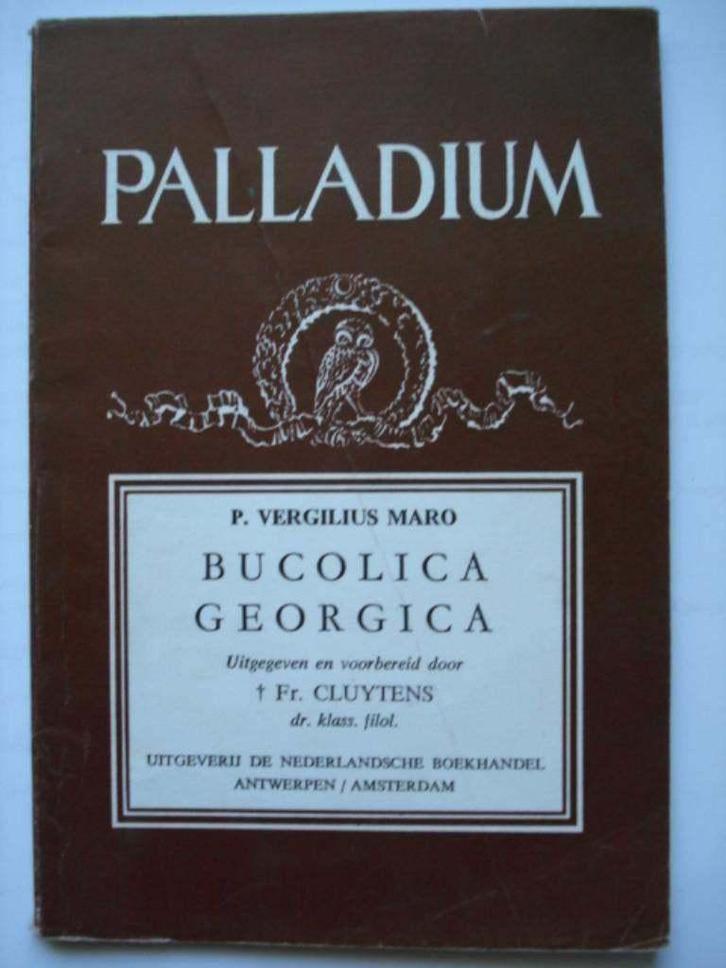 PALLADIUM
P. VERGILIUS MARO
BUCOLICA
GEORGICA
Uitgegeven en voorbereid door
† Fr. CLUYTENS
dr. klass. filol.
UITGEVERIJ DE NEDERLANDSCHE BOEKHANDEL
ANTWERPEN / AMSTERDAM